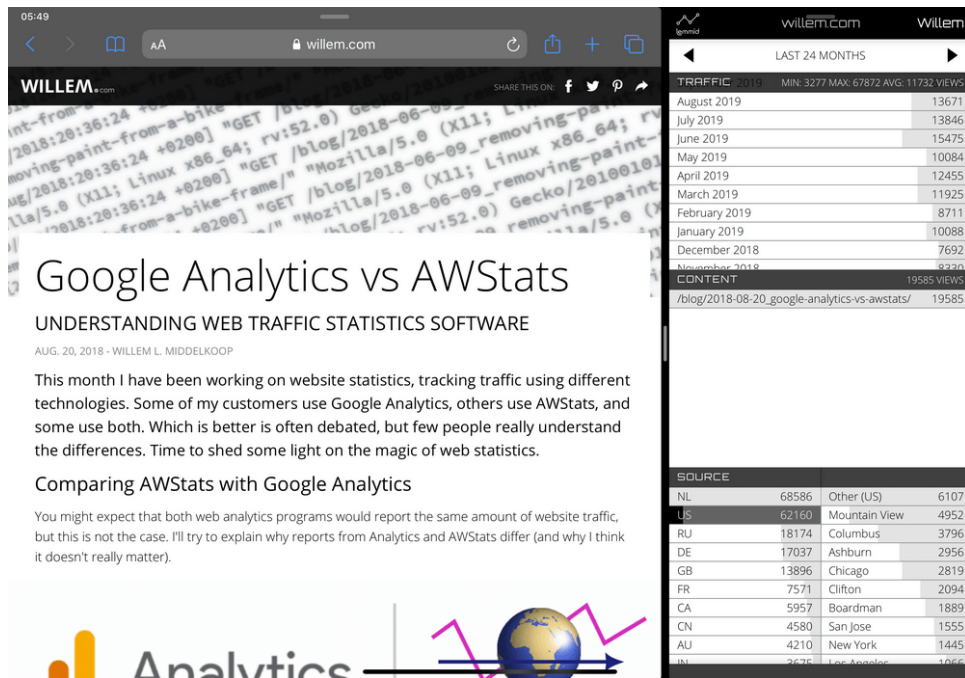 05:49
AA
willem.com
WILLEM.com
SHARE THIS ON:
Google Analytics vs AWStats
UNDERSTANDING WEB TRAFFIC STATISTICS SOFTWARE
AUG. 20, 2018 - WILLEM L. MIDDELKOOP
This month I have been working on website statistics, tracking traffic using different
technologies. Some of my customers use Google Analytics, others use AWStats, and
some use both. Which is better is often debated, but few people really understand
the differences. Time to shed some light on the magic of web statistics.
Comparing AWStats with Google Analytics
You might expect that both web analytics programs would report the same amount of website traffic,
but this is not the case. I'll try to explain why reports from Analytics and AWStats differ (and why I think
it doesn't really matter).
Analytics
lemmid
willem.com
Willem
LAST 24 MONTHS
TRAFFIC MIN: 3277 MAX: 67872 AVG: 11732 VIEWS
August 2019 13671
July 2019 13846
June 2019 15475
May 2019 10084
April 2019 12455
March 2019 11925
February 2019 8711
January 2019 10088
December 2018 7692
November 2018 8330
CONTENT 19585 VIEWS
/blog/2018-08-20_google-analytics-vs-awstats/ 19585
SOURCE
NL 68586 Other (US) 6107
US 62160 Mountain View 4952
RU 18174 Columbus 3796
DE 17037 Ashburn 2956
GB 13896 Chicago 2819
FR 7571 Clifton 2094
CA 5957 Boardman 1889
CN 4580 San Jose 1555
AU 4210 New York 1445
IN 3675 Los Angeles 1066